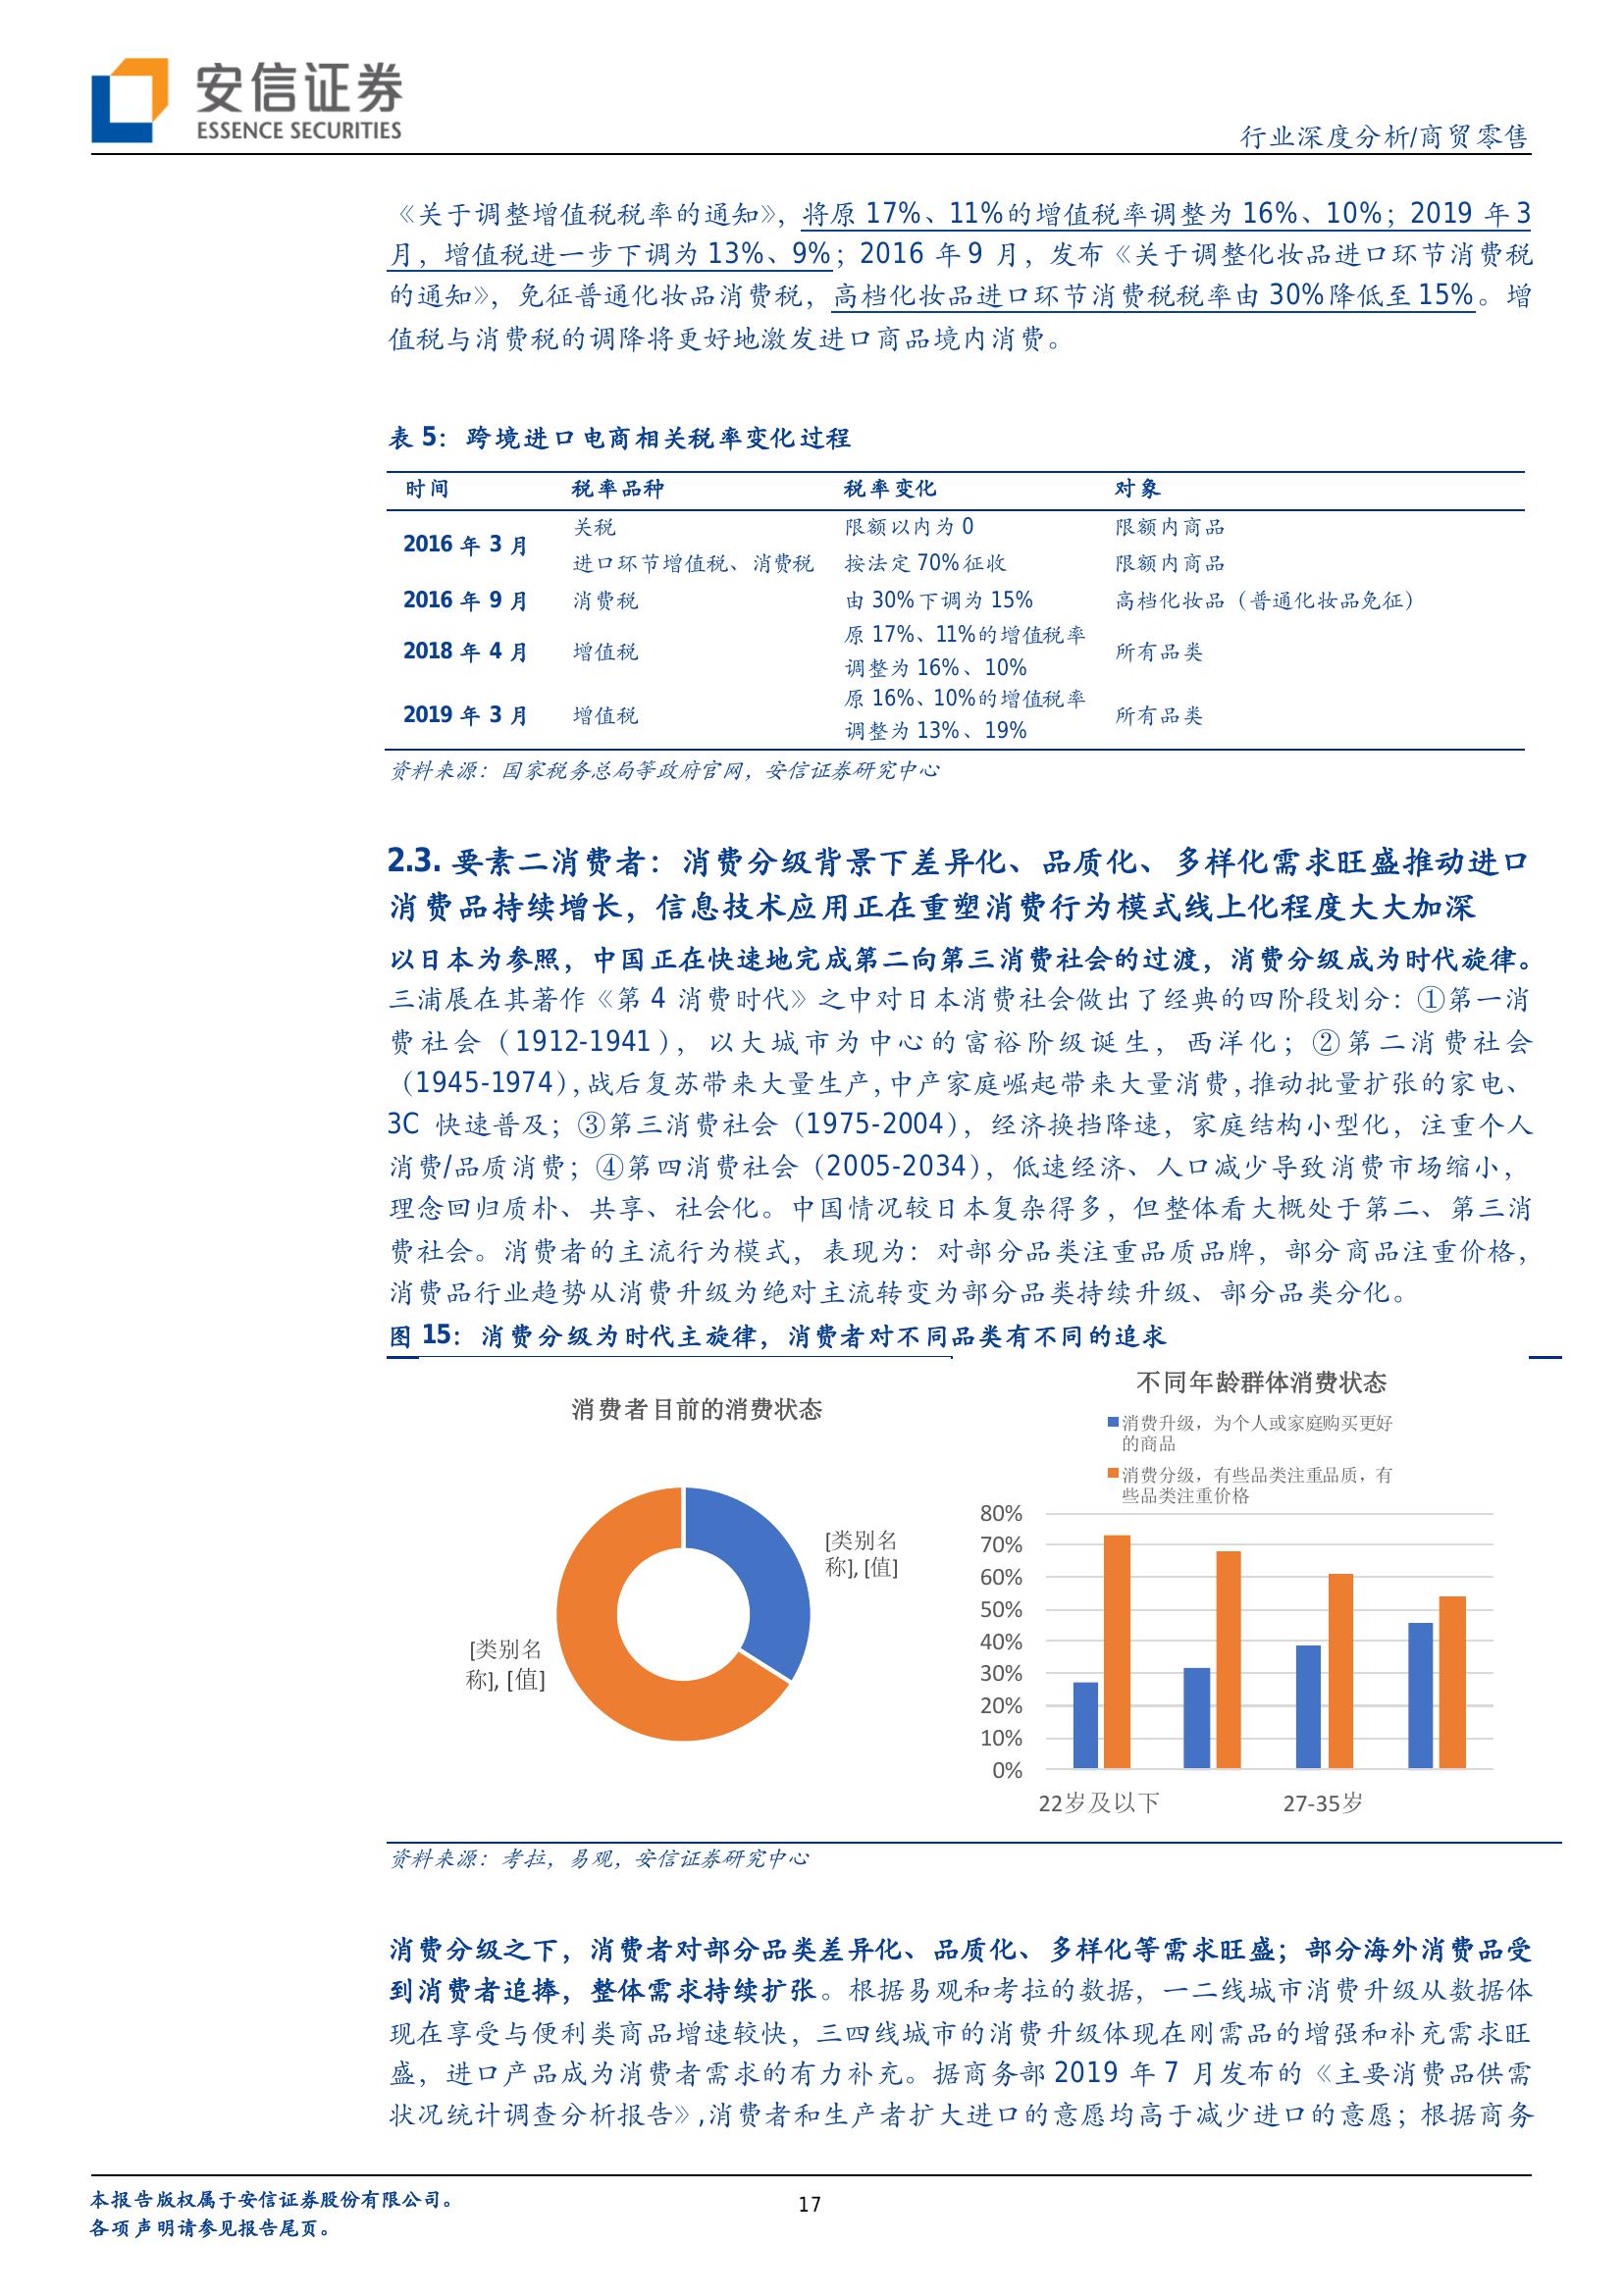 安信证券
ESSENCE SECURITIES
行业深度分析/商贸零售
《关于调整增值税税率的通知》，将原 17%、11%的增值税率调整为 16%、10%；2019 年 3
月，增值税进一步下调为 13%、9%；2016 年 9 月，发布《关于调整化妆品进口环节消费税
的通知》，免征普通化妆品消费税，高档化妆品进口环节消费税税率由 30%降低至 15%。增
值税与消费税的调降将更好地激发进口商品境内消费。
表 5：跨境进口电商相关税率变化过程
时间 税率品种 税率变化 对象
2016 年 3 月 关税 限额以内为 0 限额内商品
进口环节增值税、消费税 按法定 70%征收 限额内商品
2016 年 9 月 消费税 由 30%下调为 15% 高档化妆品（普通化妆品免征）
2018 年 4 月 增值税 原 17%、11%的增值税率 所有品类
调整为 16%、10%
2019 年 3 月 增值税 原 16%、10%的增值税率 所有品类
调整为 13%、19%
资料来源：国家税务总局等政府官网，安信证券研究中心
2.3. 要素二消费者：消费分级背景下差异化、品质化、多样化需求旺盛推动进口
消费品持续增长，信息技术应用正在重塑消费行为模式线上化程度大大加深
以日本为参照，中国正在快速地完成第二向第三消费社会的过渡，消费分级成为时代旋律。
三浦展在其著作《第 4 消费时代》之中对日本消费社会做出了经典的四阶段划分：①第一消
费社会（1912-1941），以大城市为中心的富裕阶级诞生，西洋化；②第二消费社会
（1945-1974），战后复苏带来大量生产，中产家庭崛起带来大量消费，推动批量扩张的家电、
3C 快速普及；③第三消费社会（1975-2004），经济换挡降速，家庭结构小型化，注重个人
消费/品质消费；④第四消费社会（2005-2034），低速经济、人口减少导致消费市场缩小，
理念回归质朴、共享、社会化。中国情况较日本复杂得多，但整体看大概处于第二、第三消
费社会。消费者的主流行为模式，表现为：对部分品类注重品质品牌，部分商品注重价格，
消费品行业趋势从消费升级为绝对主流转变为部分品类持续升级、部分品类分化。
图 15：消费分级为时代主旋律，消费者对不同品类有不同的追求
消费者目前的消费状态
[类别名
称], [值]
[类别名
称], [值]
不同年龄群体消费状态
消费升级，为个人或家庭购买更好
的商品
消费分级，有些品类注重品质，有
些品类注重价格
80%
70%
60%
50%
40%
30%
20%
10%
0%
22岁及以下 27-35岁
资料来源：考拉，易观，安信证券研究中心
消费分级之下，消费者对部分品类差异化、品质化、多样化等需求旺盛；部分海外消费品受
到消费者追捧，整体需求持续扩张。根据易观和考拉的数据，一二线城市消费升级从数据体
现在享受与便利类商品增速较快，三四线城市的消费升级体现在刚需品的增强和补充需求旺
盛，进口产品成为消费者需求的有力补充。据商务部 2019 年 7 月发布的《主要消费品供需
状况统计调查分析报告》,消费者和生产者扩大进口的意愿均高于减少进口的意愿；根据商务
本报告版权属于安信证券股份有限公司。
各项声明请参见报告尾页。
17